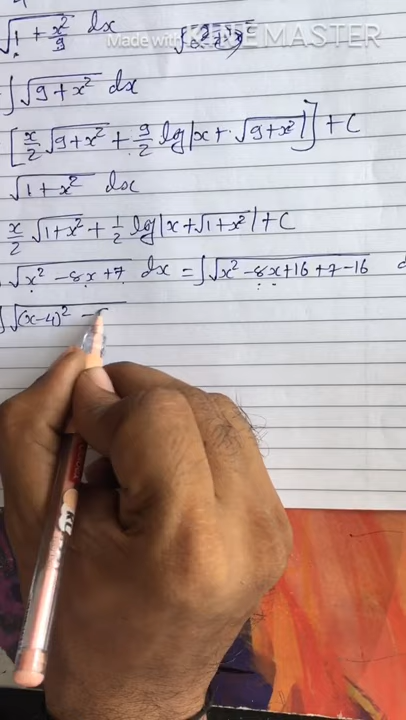 √(1 + x²/9) dx
Made with KINEMASTER
∫ √(9 + x²) dx
[x/2 √(9 + x²) + 9/2 log|x + √(9 + x²)|] + C
√(1 + x²) dx
x/2 √(1 + x²) + 1/2 log|x + √(1 + x²)| + C
√(x² - 8x + 7) dx = ∫ √(x² - 8x + 16 + 7 - 16) d
∫ √((x - 4)² -